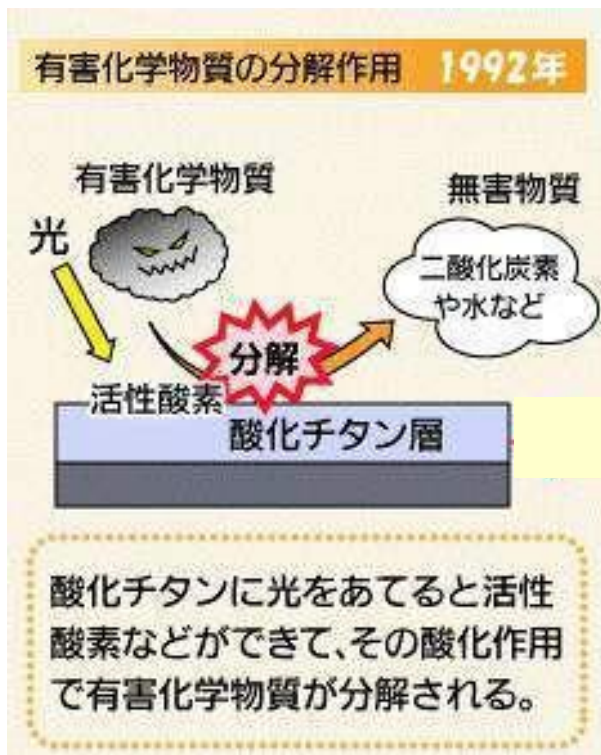 有害化学物質の分解作用 1992年
有害化学物質
無害物質
光
二酸化炭素
や水など
分解
活性酸素
酸化チタン層
酸化チタンに光をあてると活性
酸素などができて、その酸化作用
で有害化学物質が分解される。